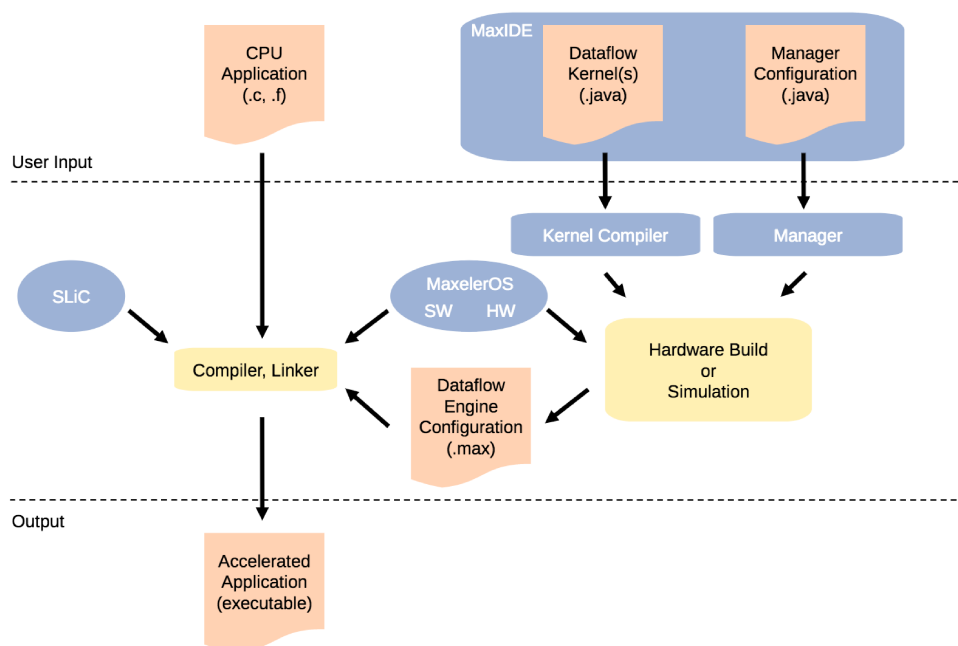 MaxIDE
CPU
Application
(.c, .f)
Dataflow
Kernel(s)
(.java)
Manager
Configuration
(.java)
User Input
Kernel Compiler
Manager
SLiC
MaxelerOS
SW HW
Compiler, Linker
Hardware Build
or
Simulation
Dataflow
Engine
Configuration
(.max)
Output
Accelerated
Application
(executable)